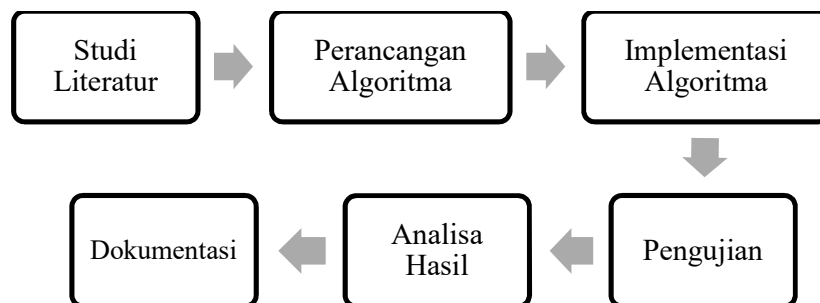 Studi
Literatur
Perancangan
Algoritma
Implementasi
Algoritma
Pengujian
Analisa
Hasil
Dokumentasi